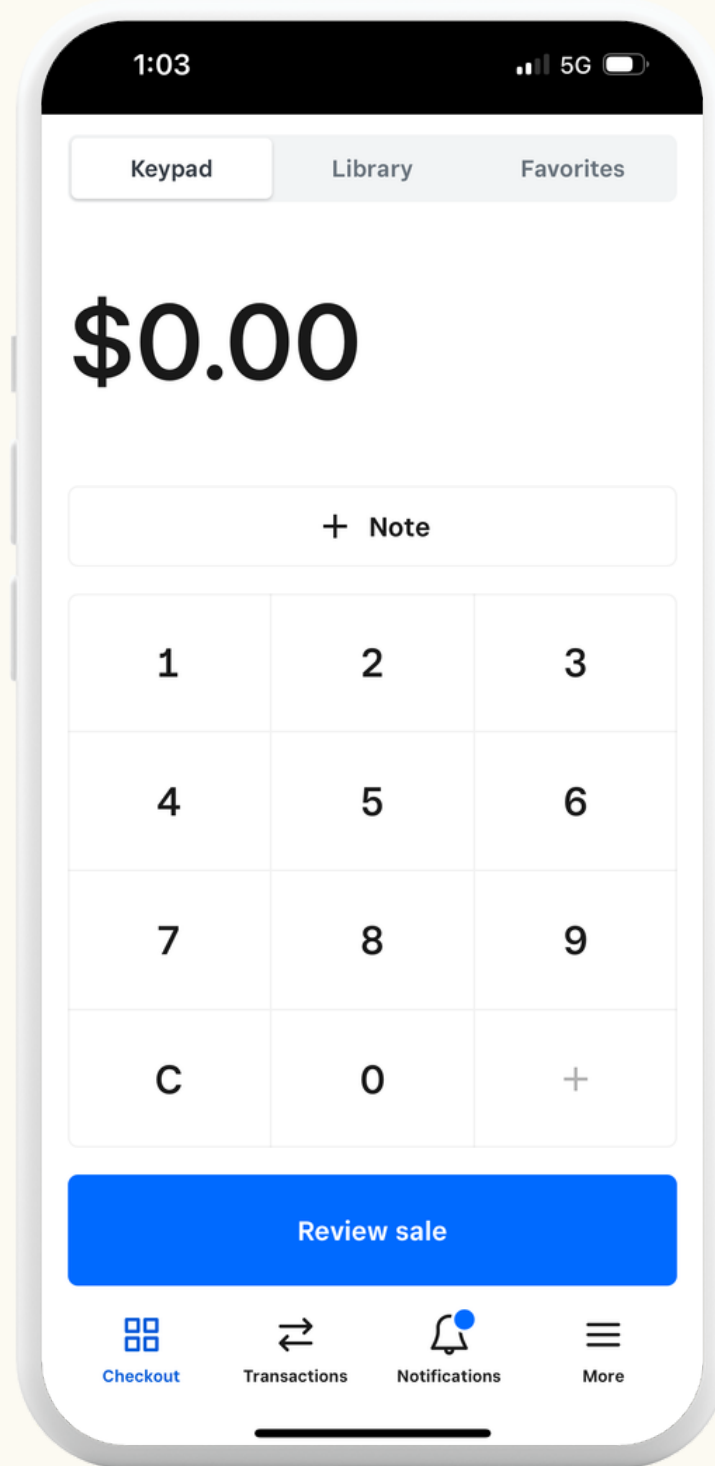 1:03 5G
Keypad Library Favorites
$0.00
+ Note
1 2 3
4 5 6
7 8 9
C 0 +
Review sale
Checkout Transactions Notifications More